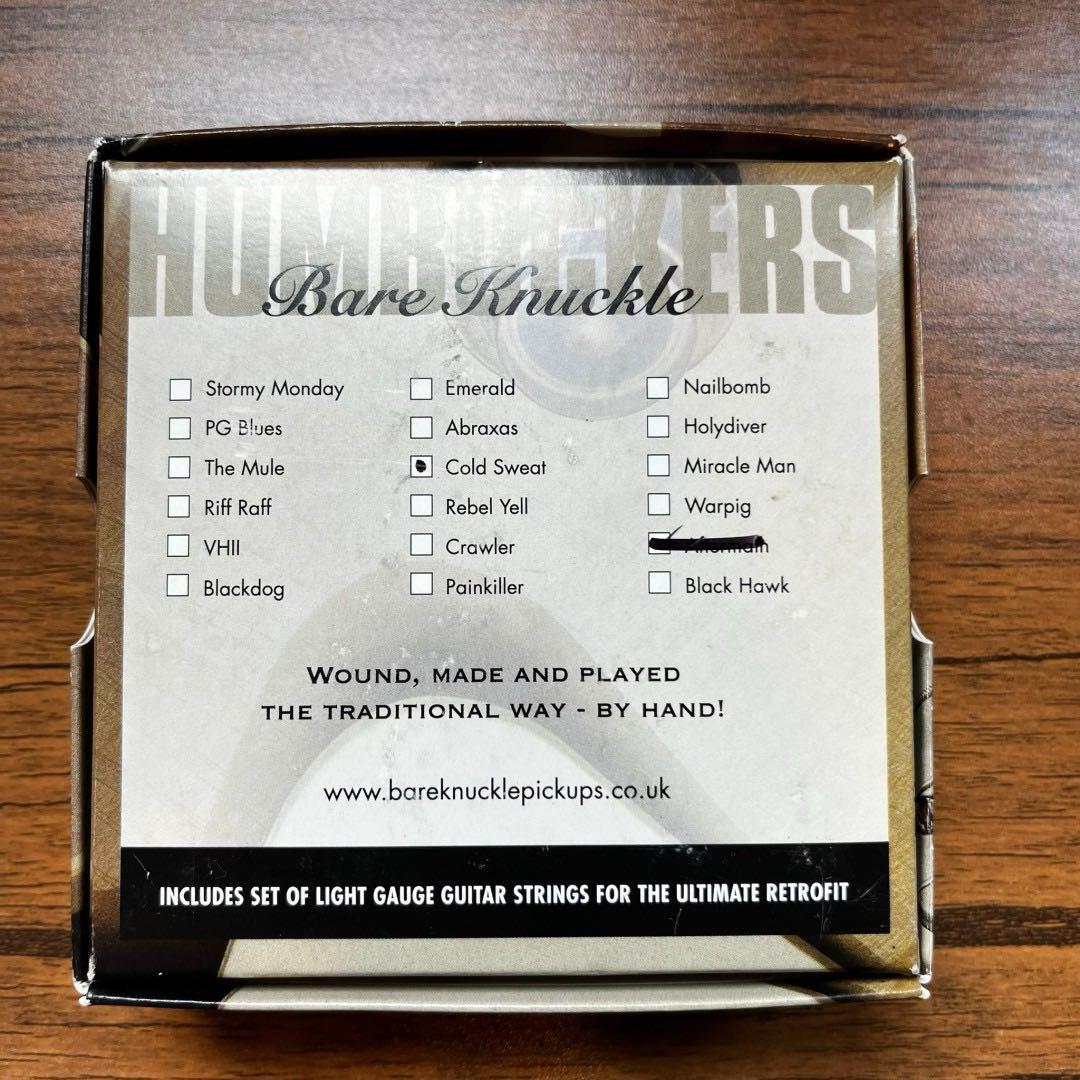 HUMBUCKERS
Bare Knuckle
Stormy Monday
PG Blues
The Mule
Riff Raff
VHII
Blackdog
Emerald
Abraxas
Cold Sweat
Rebel Yell
Crawler
Painkiller
Nailbomb
Holydiver
Miracle Man
Warpig
Aftermath
Black Hawk
WOUND, MADE AND PLAYED
THE TRADITIONAL WAY - BY HAND!
www.bareknucklepickups.co.uk
INCLUDES SET OF LIGHT GAUGE GUITAR STRINGS FOR THE ULTIMATE RETROFIT